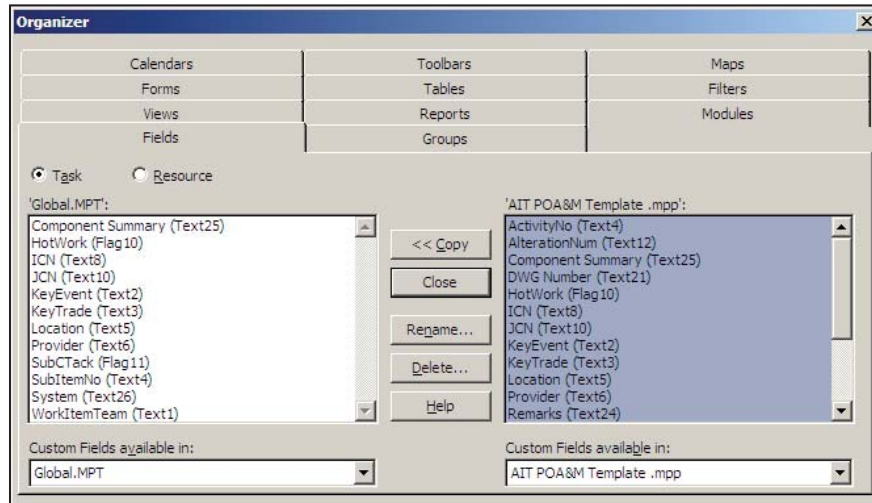 Organizer
Calendars Toolbars Maps
Forms Tables Filters
Views Reports Modules
Fields Groups
Task Resource
'Global.MPT':
Component Summary (Text25)
HotWork (Flag10)
ICN (Text8)
JCN (Text10)
KeyEvent (Text2)
KeyTrade (Text3)
Location (Text5)
Provider (Text6)
SubCTack (Flag11)
SubItemNo (Text4)
System (Text26)
WorkItemTeam (Text1)
<< Copy
Close
Rename...
Delete...
Help
'AIT POA&M Template .mpp':
ActivityNo (Text4)
AlterationNum (Text12)
Component Summary (Text25)
DWG Number (Text21)
HotWork (Flag10)
ICN (Text8)
JCN (Text10)
KeyEvent (Text2)
KeyTrade (Text3)
Location (Text5)
Provider (Text6)
Remarks (Text24)
Custom Fields available in:
Global.MPT
Custom Fields available in:
AIT POA&M Template .mpp